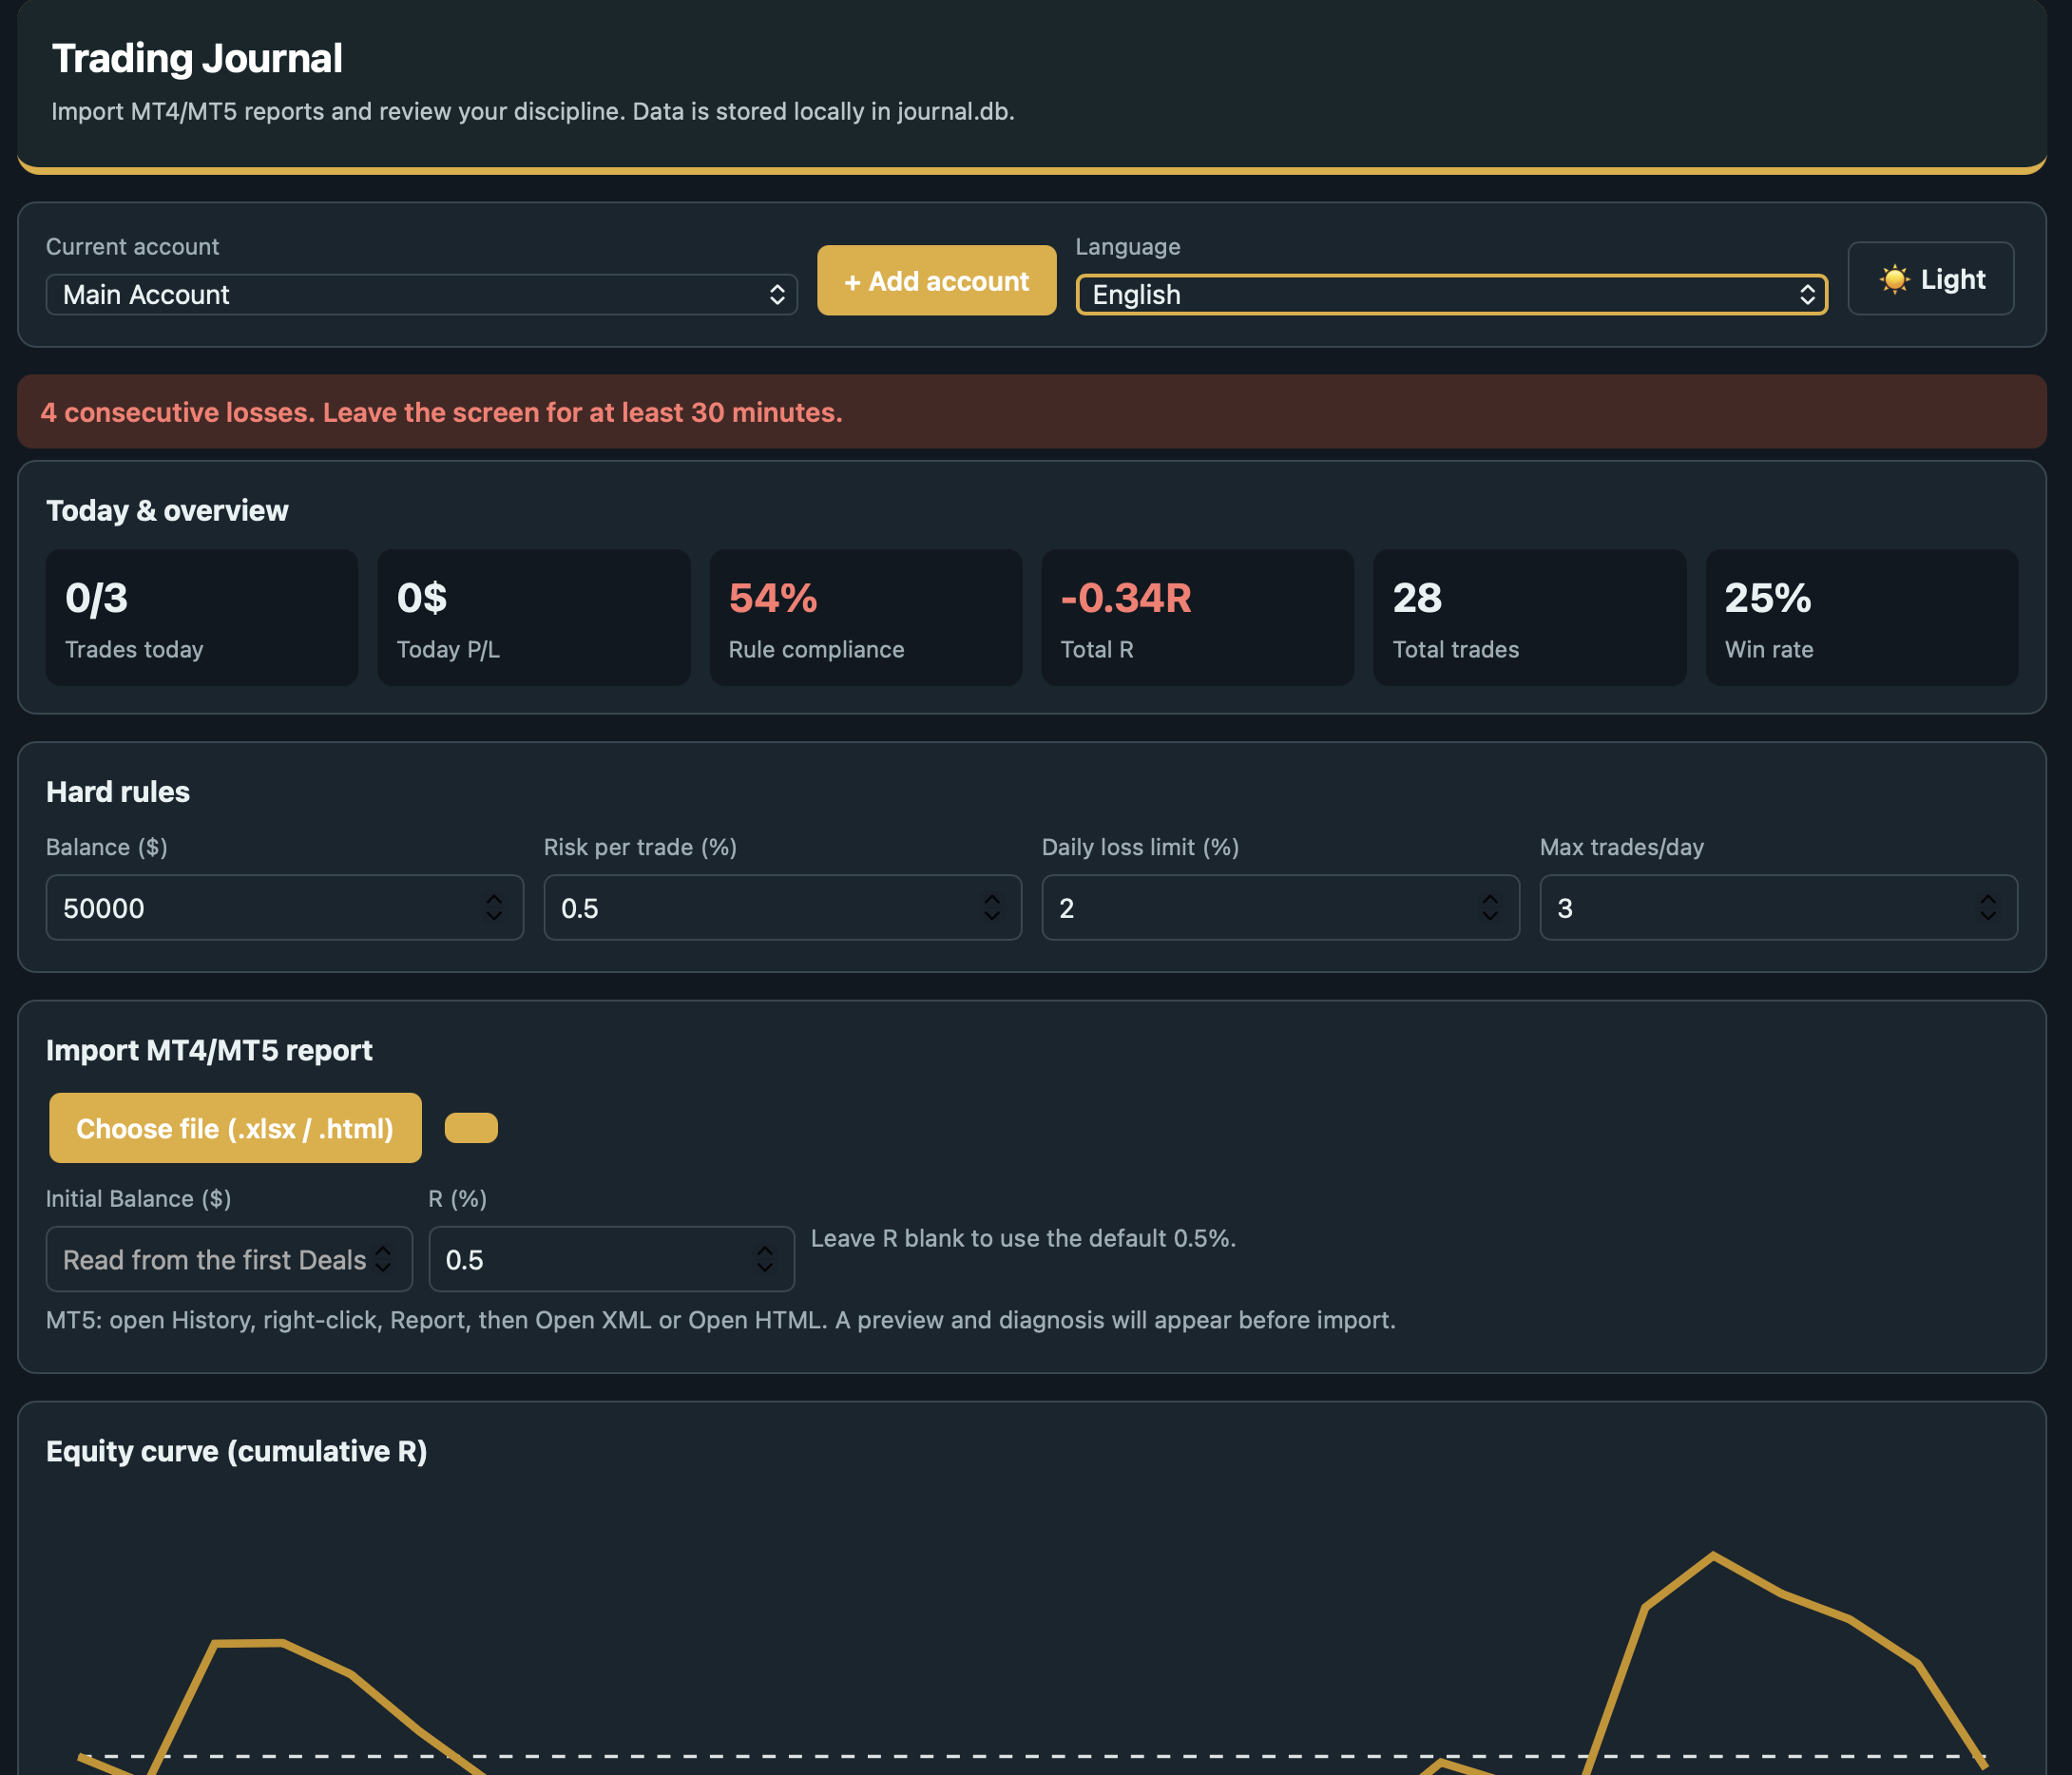 Trading Journal
Import MT4/MT5 reports and review your discipline. Data is stored locally in journal.db.
Current account
Main Account
+ Add account
Language
English
☀️ Light
4 consecutive losses. Leave the screen for at least 30 minutes.
Today & overview
0/3
Trades today
0$
Today P/L
54%
Rule compliance
-0.34R
Total R
28
Total trades
25%
Win rate
Hard rules
Balance ($)
50000
Risk per trade (%)
0.5
Daily loss limit (%)
2
Max trades/day
3
Import MT4/MT5 report
Choose file (.xlsx / .html)
Initial Balance ($)
Read from the first Deals
R (%)
0.5
Leave R blank to use the default 0.5%.
MT5: open History, right-click, Report, then Open XML or Open HTML. A preview and diagnosis will appear before import.
Equity curve (cumulative R)